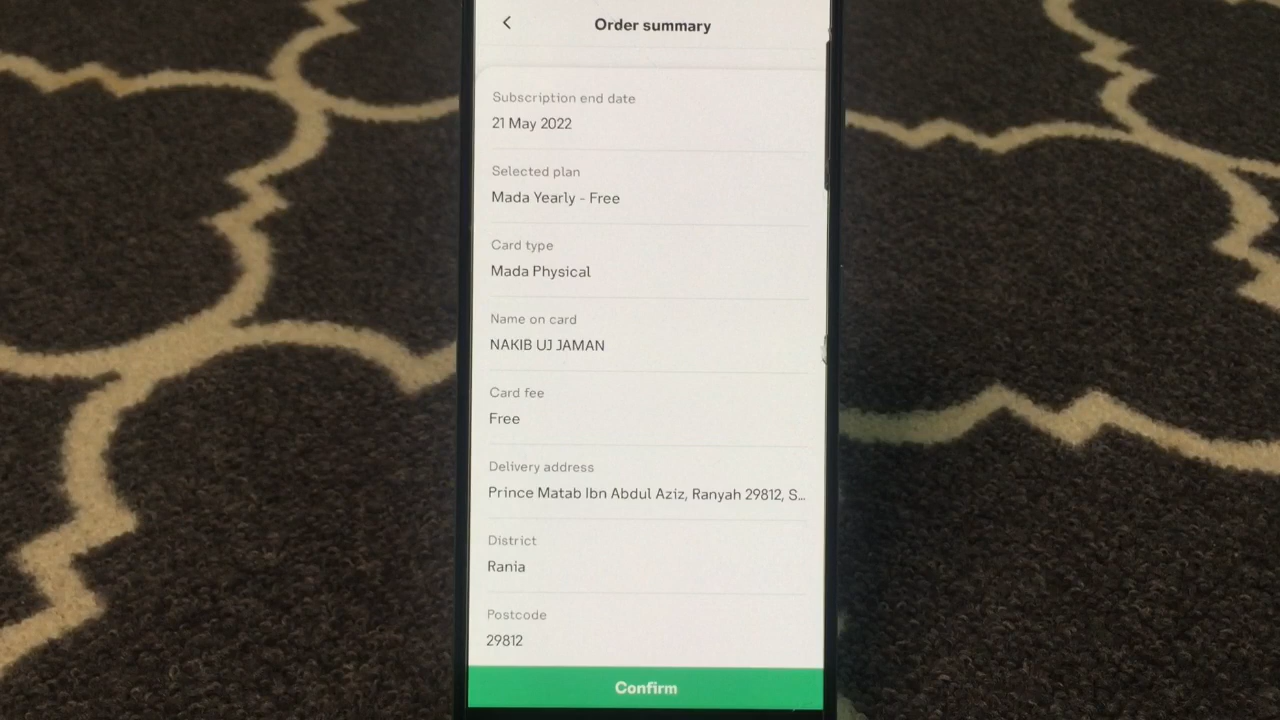 Order summary
Subscription end date
21 May 2022
Selected plan
Mada Yearly - Free
Card type
Mada Physical
Name on card
NAKIB UJ JAMAN
Card fee
Free
Delivery address
Prince Matab Ibn Abdul Aziz, Ranyah 29812, S...
District
Rania
Postcode
29812
Confirm